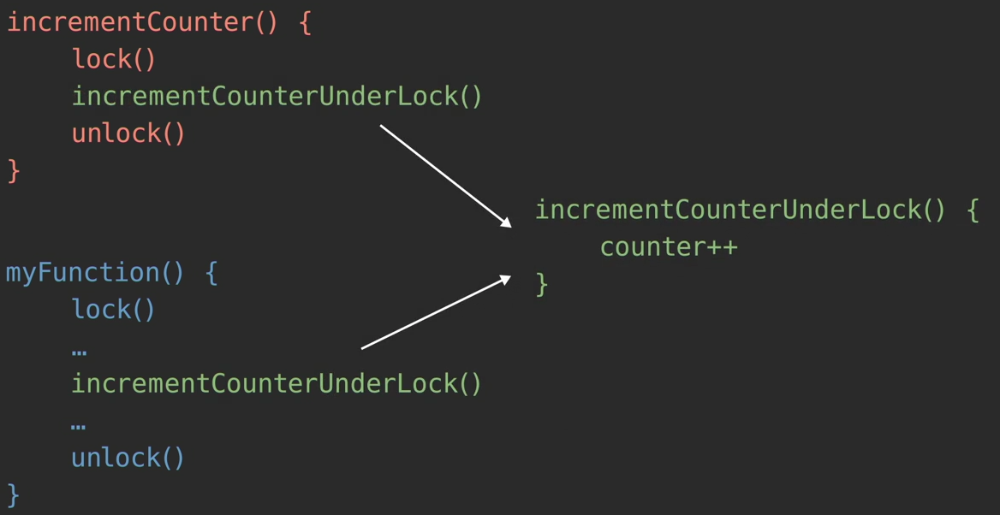 incrementCounter() {
lock()
incrementCounterUnderLock()
unlock()
}
myFunction() {
lock()
…
incrementCounterUnderLock()
…
unlock()
}
incrementCounterUnderLock() {
counter++
}